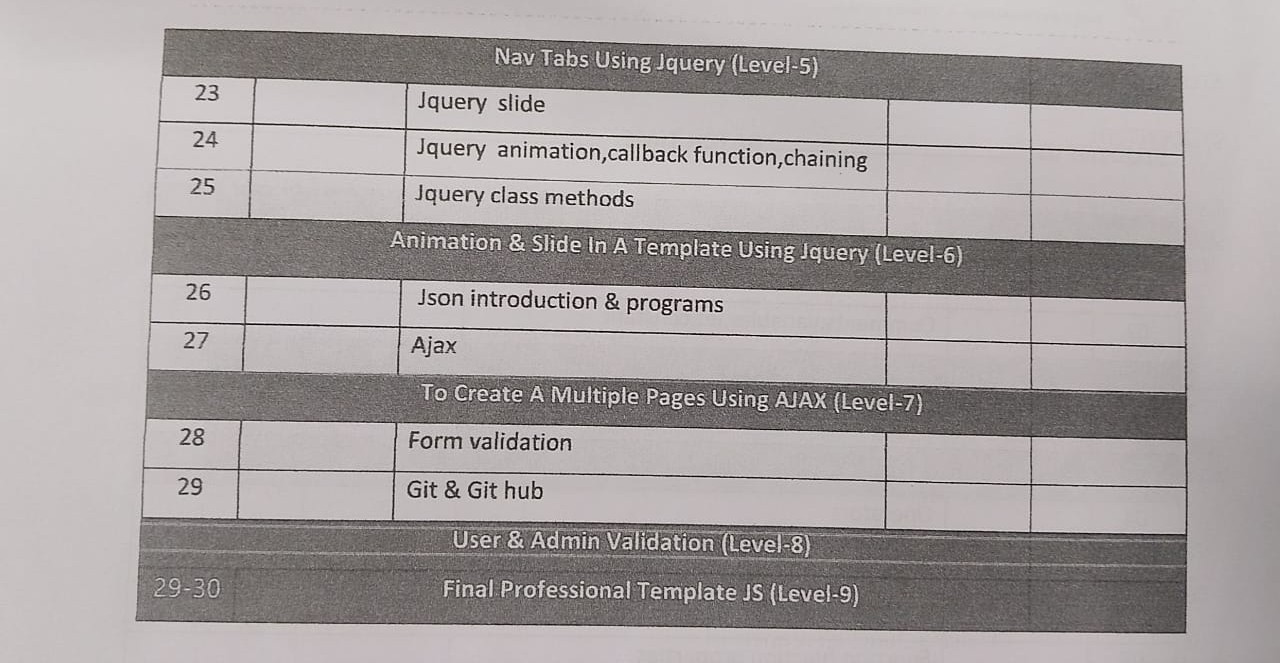 Nav Tabs Using Jquery (Level-5)
23 Jquery slide
24 Jquery animation,callback function,chaining
25 Jquery class methods
Animation & Slide In A Template Using Jquery (Level-6)
26 Json introduction & programs
27 Ajax
To Create A Multiple Pages Using AJAX (Level-7)
28 Form validation
29 Git & Git hub
User & Admin Validation (Level-8)
29-30 Final Professional Template JS (Level-9)